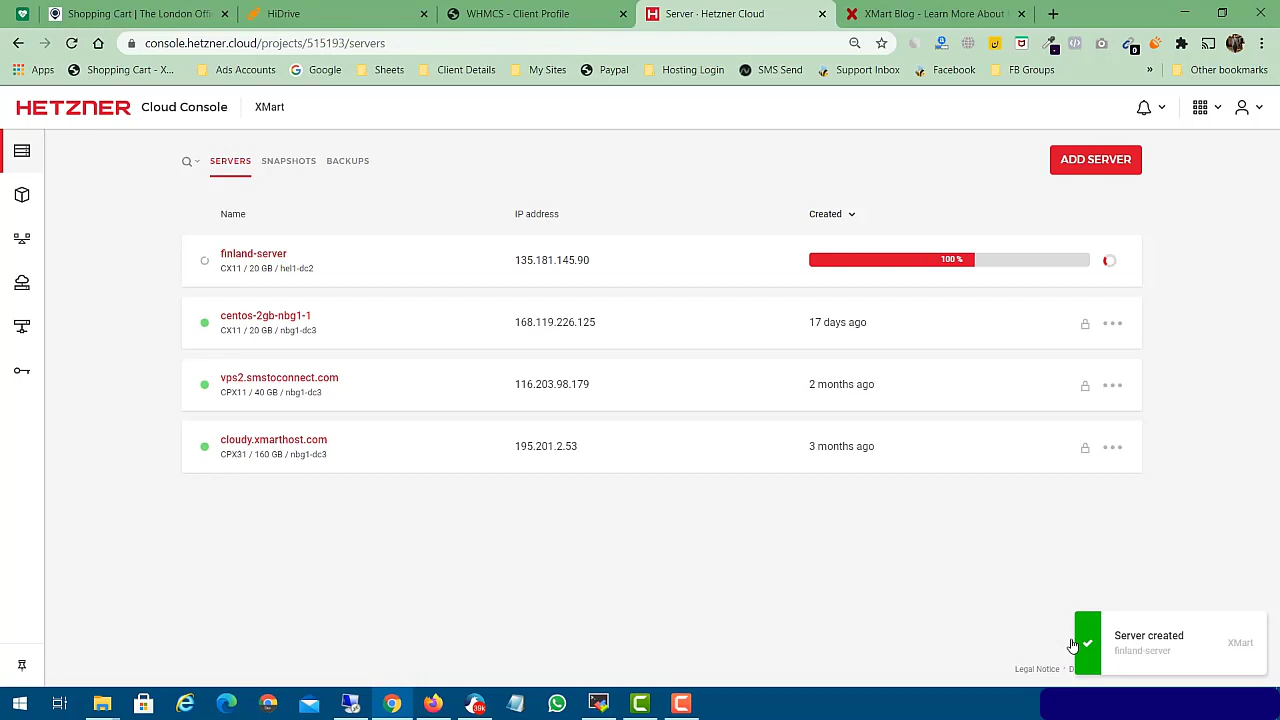 Shopping Cart | The London Offi
HiDrive
WHMCS - Client Profile
Server · Hetzner Cloud
XMart Blog - Learn More About
console.hetzner.cloud/projects/515193/servers
Apps
Shopping Cart - X...
Ads Accounts
Google
Sheets
Client Details
My Sites
Paypal
Hosting Login
SMS Send
Support Inbox
Facebook
FB Groups
»
Other bookmarks
HETZNER Cloud Console
XMart
SERVERS
SNAPSHOTS
BACKUPS
ADD SERVER
Name
IP address
Created
finland-server
CX11 / 20 GB / hel1-dc2
135.181.145.90
100 %
centos-2gb-nbg1-1
CX11 / 20 GB / nbg1-dc3
168.119.226.125
17 days ago
vps2.smstoconnect.com
CPX11 / 40 GB / nbg1-dc3
116.203.98.179
2 months ago
cloudy.xmarthost.com
CPX31 / 160 GB / nbg1-dc3
195.201.2.53
3 months ago
Server created
finland-server
XMart
Legal Notice · D